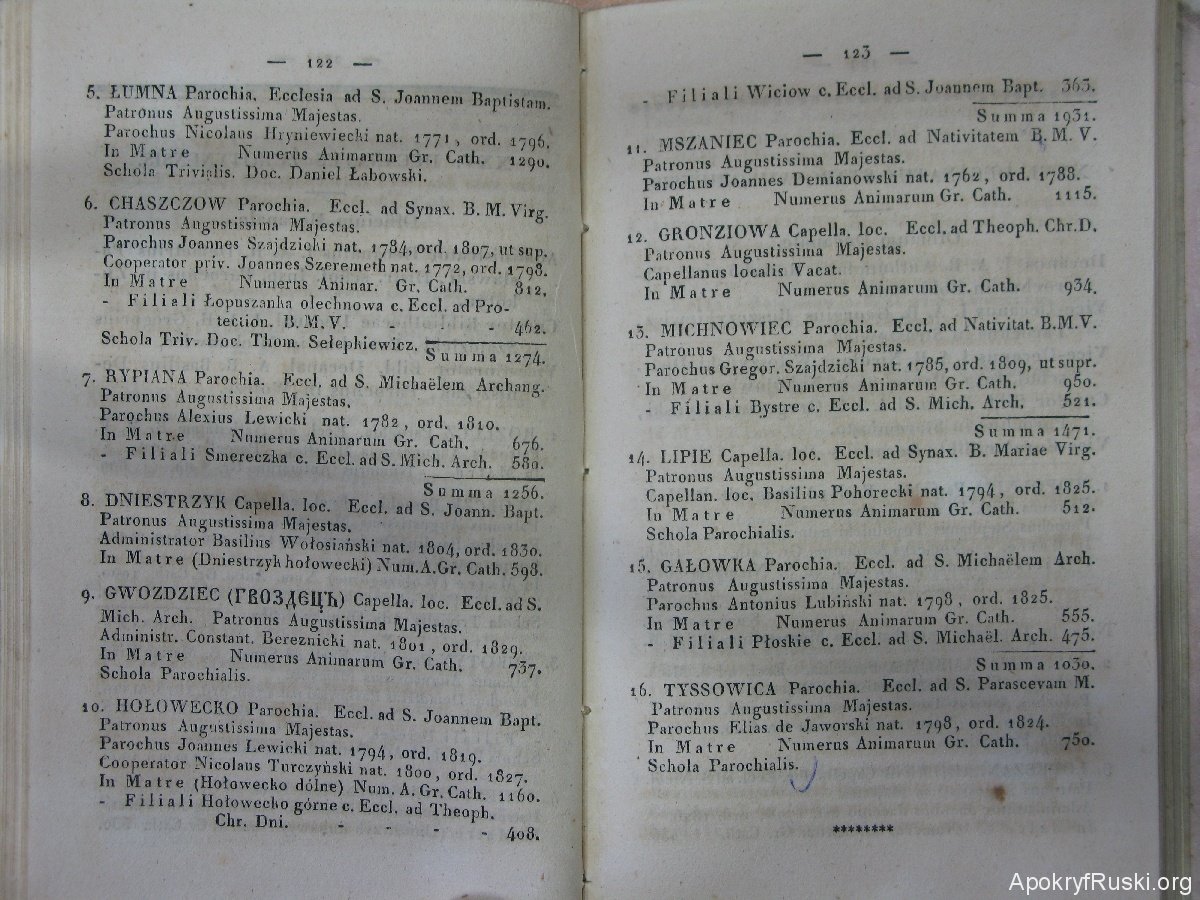 — 122 —
5. ŁUMNA Parochia. Ecclesia ad S. Joannem Baptistam.
Patronus Augustissima Majestas.
Parochus Nicolaus Hryniewiecki nat. 1771, ord. 1796.
In Matre Numerus Animarum Gr. Cath. 1290.
Schola Trivialis. Doc. Daniel Łabowski.
6. CHASZCZOW Parochia. Eccl. ad Synax. B. M. Virg.
Patronus Augustissima Majestas.
Parochus Joannes Szajdzicki nat. 1784, ord. 1807, ut sup.
Cooperator priv. Joannes Szeremeth nat. 1772, ord. 1798.
In Matre Numerus Animar. Gr. Cath. 812.
- Filiali Łopuszanka olechnowa c. Eccl. ad Pro-
tection. B. M. V. - - 462.
Schola Triv. Doc. Thom. Sełepkiewicz. Summa 1274.
7. RYPIANA Parochia. Eccl. ad S. Michaëlem Archang.
Patronus Augustissima Majestas.
Parochus Alexius Lewicki nat. 1782, ord. 1810.
In Matre Numerus Animarum Gr. Cath. 676.
- Filiali Smereczka c. Eccl. ad S. Mich. Arch. 580.
Summa 1256.
8. DNIESTRZYK Capella. loc. Eccl. ad S. Joann. Bapt.
Patronus Augustissima Majestas.
Administrator Basilius Wołosiański nat. 1804, ord. 1830.
In Matre (Dniestrzyk hołowecki) Num. A. Gr. Cath. 598.
9. GWOZDZIEC (ГВОЗДЕЦЪ) Capella. loc. Eccl. ad S.
Mich. Arch. Patronus Augustissima Majestas.
Administr. Constant. Bereznicki nat. 1801, ord. 1829.
In Matre Numerus Animarum Gr. Cath. 737.
Schola Parochialis.
10. HOŁOWECKO Parochia. Eccl. ad S. Joannem Bapt.
Patronus Augustissima Majestas.
Parochus Joannes Lewicki nat. 1794, ord. 1819.
Cooperator Nicolaus Turczyński nat. 1800, ord. 1827.
In Matre (Hołowecko dólne) Num. A. Gr. Cath. 1160.
- Filiali Hołowecko górne c. Eccl. ad Theoph.
Chr. Dni. - - - - 408.
— 123 —
- Filiali Wiciow c. Eccl. ad S. Joannem Bapt. 363.
Summa 1931.
11. MSZANIEC Parochia. Eccl. ad Nativitatem B. M. V.
Patronus Augustissima Majestas.
Parochus Joannes Demianowski nat. 1762, ord. 1788.
In Matre Numerus Animarum Gr. Cath. 1115.
12. GRONZIOWA Capella. loc. Eccl. ad Theoph. Chr. D.
Patronus Augustissima Majestas.
Capellanus localis Vacat.
In Matre Numerus Animarum Gr. Cath. 934.
13. MICHNOWIEC Parochia. Eccl. ad Nativitat. B. M. V.
Patronus Augustissima Majestas.
Parochus Gregor. Szajdzicki nat. 1785, ord. 1809, ut supr.
In Matre Numerus Animarum Gr. Cath. 950.
- Filiali Bystre c. Eccl. ad S. Mich. Arch. 521.
Summa 1471.
14. LIPIE Capella. loc. Eccl. ad Synax. B. Mariae Virg.
Patronus Augustissima Majestas.
Capellan. loc. Basilius Pohorecki nat. 1794, ord. 1825.
In Matre Numerus Animarum Gr. Cath. 512.
Schola Parochialis.
15. GAŁOWKA Parochia. Eccl. ad S. Michaëlem Arch.
Patronus Augustissima Majestas.
Parochus Antonius Lubiński nat. 1798, ord. 1825.
In Matre Numerus Animarum Gr. Cath. 555.
- Filiali Płoskie c. Eccl. ad S. Michaël. Arch. 475.
Summa 1030.
16. TYSSOWICA Parochia. Eccl. ad S. Parascevam M.
Patronus Augustissima Majestas.
Parochus Elias de Jaworski nat. 1798, ord. 1824.
In Matre Numerus Animarum Gr. Cath. 750.
Schola Parochialis.
********
ApokryfRuski.org